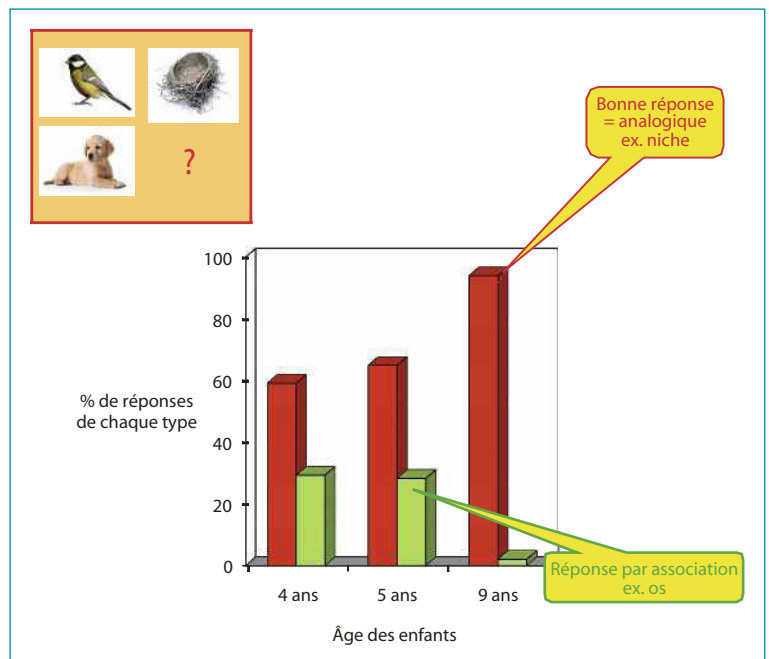 ?
Bonne réponse
= analogique
ex. niche
100
80
60
40
20
0
% de réponses
de chaque type
4 ans
5 ans
9 ans
Réponse par association
ex. os
Âge des enfants